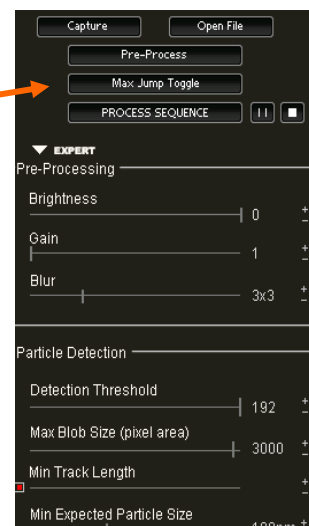 Capture Open File
Pre-Process
Max Jump Toggle
PROCESS SEQUENCE
EXPERT
Pre-Processing
Brightness
0 + -
Gain
1 + -
Blur
3x3 + -
Particle Detection
Detection Threshold
192 + -
Max Blob Size (pixel area)
3000 + -
Min Track Length
+ -
Min Expected Particle Size
+